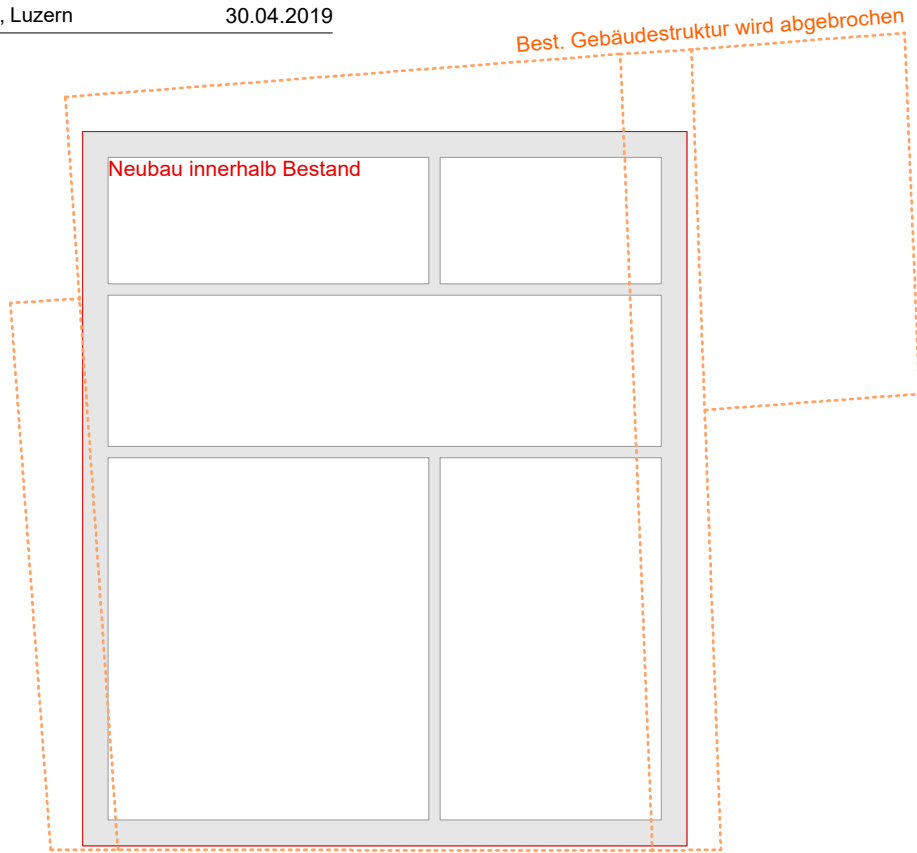 , Luzern 30.04.2019
Best. Gebäudestruktur wird abgebrochen
Neubau innerhalb Bestand